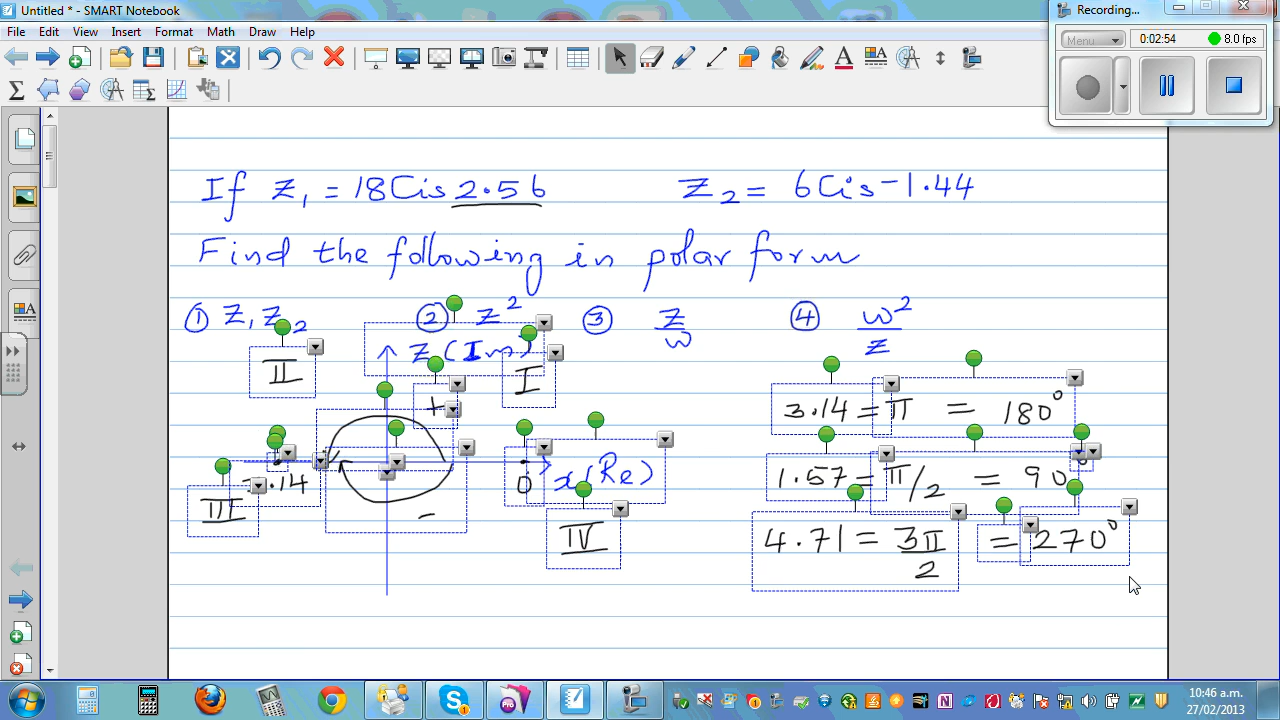 Untitled * - SMART Notebook
Recording...
File Edit View Insert Format Math Draw Help
Menu
0:02:54
8.0 fps
If Z₁ = 18Cis 2.56 Z₂ = 6Cis -1.44
Find the following in polar form
① Z₁Z₂ ② Z² ③ Z/W ④ W²/Z
Z (Im)
II
I
+
3.14 = π = 180°
x (Re)
3.14
0
1.57 = π/2 = 90°
III
-
IV
4.71 = 3π/2 = 270°
10:46 a.m.
27/02/2013